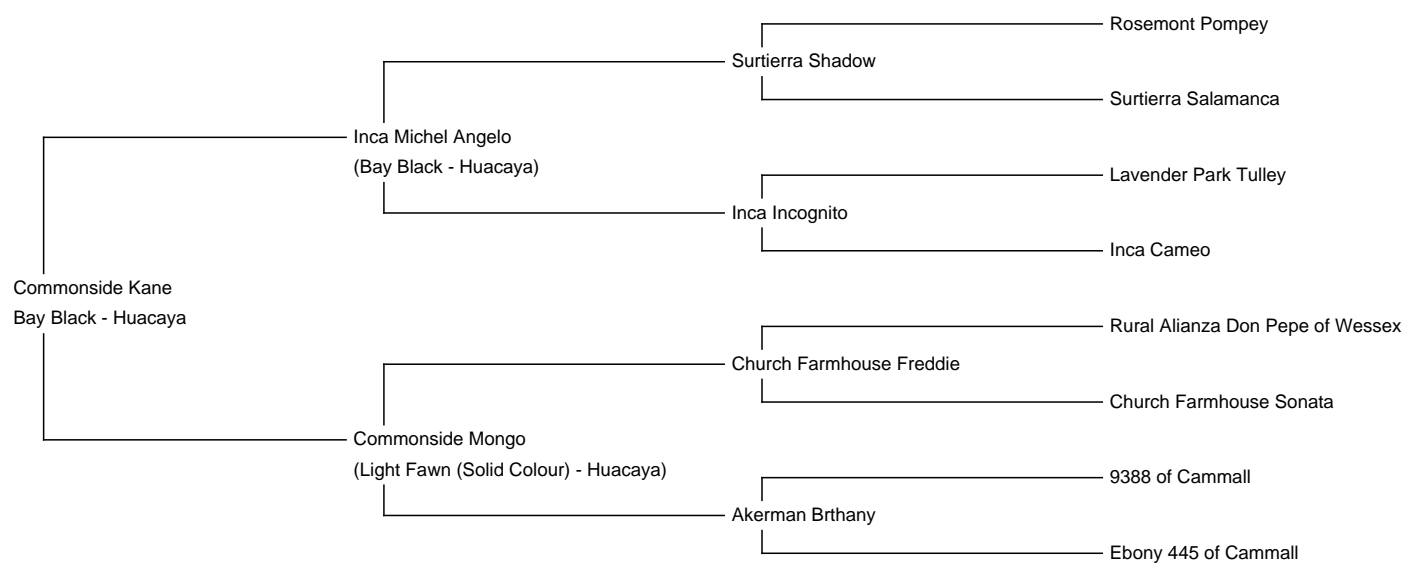 Rosemont Pompey
Surtierra Shadow
Surtierra Salamanca
Inca Michel Angelo
(Bay Black - Huacaya)
Lavender Park Tulley
Inca Incognito
Inca Cameo
Commonside Kane
Bay Black - Huacaya
Rural Alianza Don Pepe of Wessex
Church Farmhouse Freddie
Church Farmhouse Sonata
Commonside Mongo
(Light Fawn (Solid Colour) - Huacaya)
9388 of Cammall
Akerman Brthany
Ebony 445 of Cammall